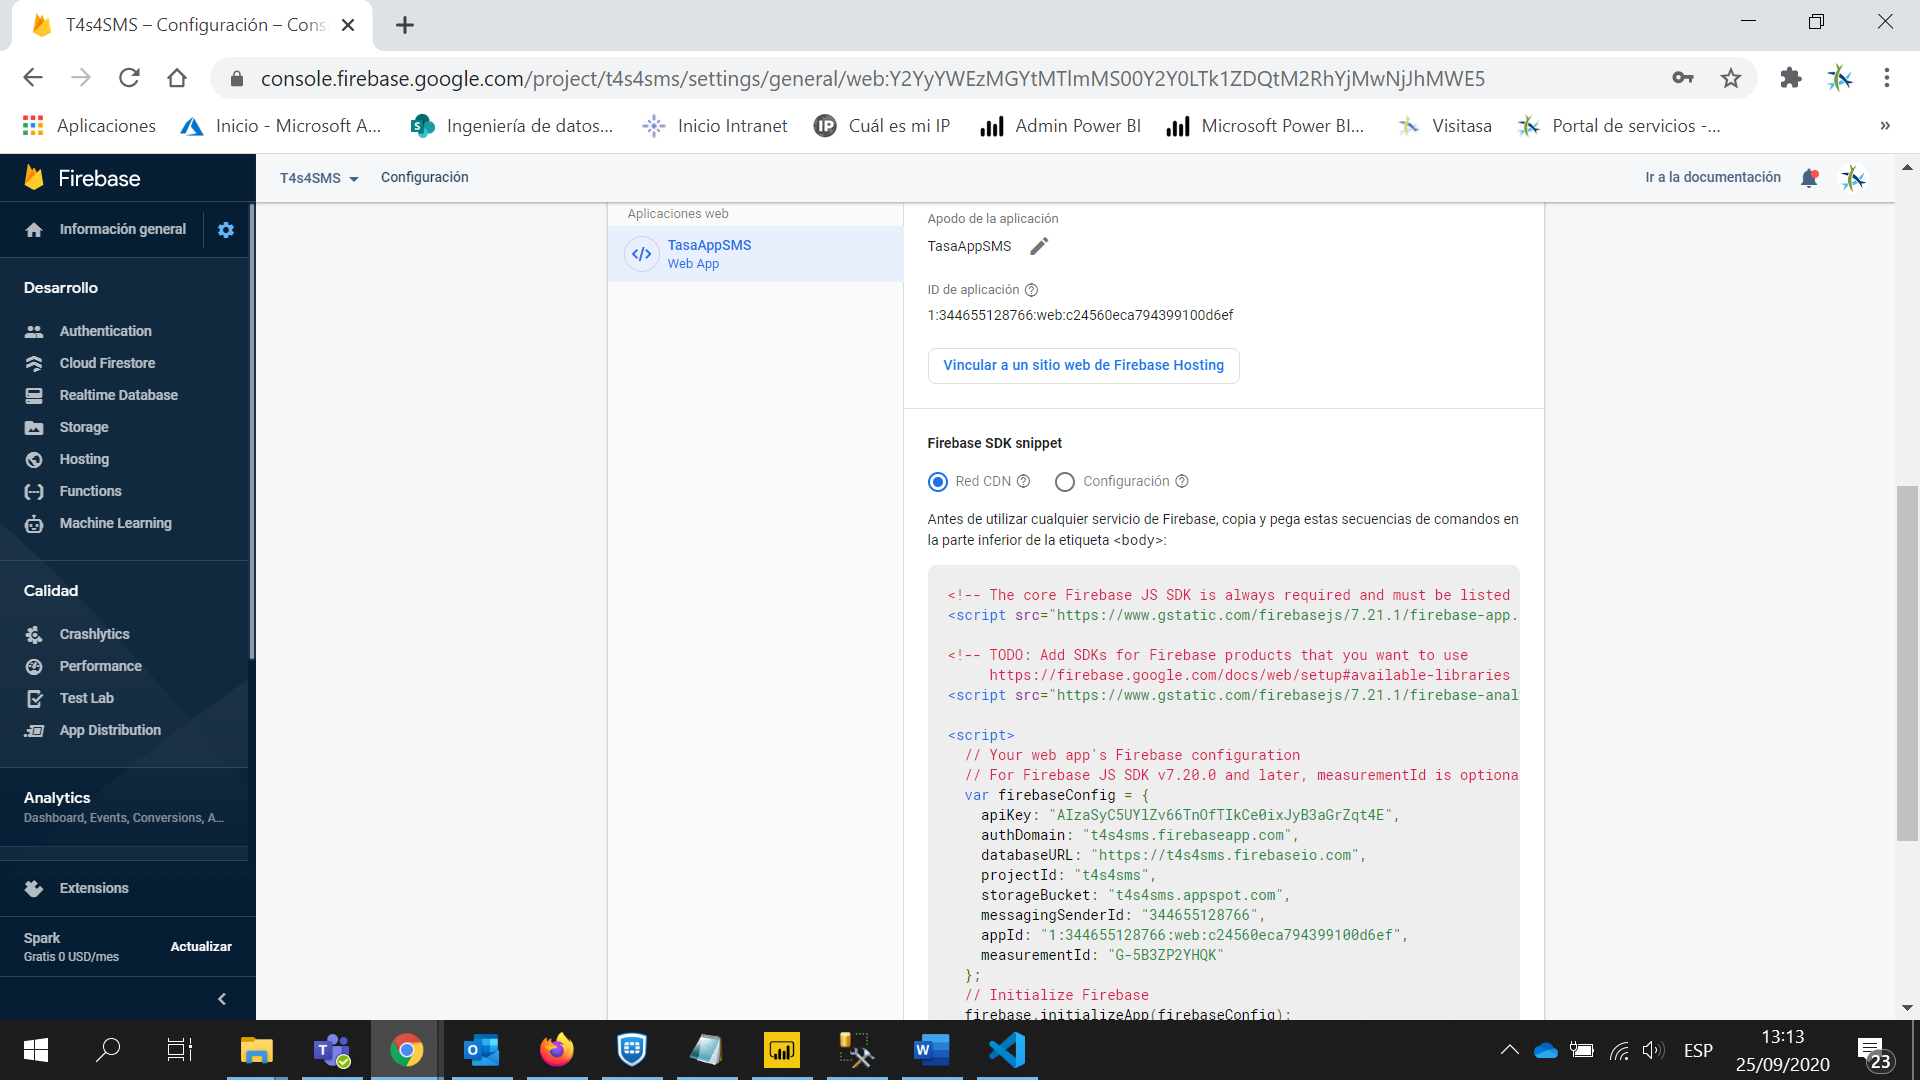 T4s4SMS – Configuración – Cons
console.firebase.google.com/project/t4s4sms/settings/general/web:Y2YyYWEzMGYtMTlmMS00Y2Y0LTk1ZDQtM2RhYjMwNjJhMWE5
Aplicaciones
Inicio - Microsoft A...
Ingeniería de datos...
Inicio Intranet
IP
Cuál es mi IP
Admin Power BI
Microsoft Power BI...
Visitasa
Portal de servicios -...
»
Firebase
T4s4SMS
Configuración
Ir a la documentación
Información general
Desarrollo
Authentication
Cloud Firestore
Realtime Database
Storage
Hosting
Functions
Machine Learning
Calidad
Crashlytics
Performance
Test Lab
App Distribution
Analytics
Dashboard, Events, Conversions, A...
Extensions
Spark
Gratis 0 USD/mes
Actualizar
Aplicaciones web
TasaAppSMS
Web App
Apodo de la aplicación
TasaAppSMS
ID de aplicación
1:344655128766:web:c24560eca794399100d6ef
Vincular a un sitio web de Firebase Hosting
Firebase SDK snippet
Red CDN
Configuración
Antes de utilizar cualquier servicio de Firebase, copia y pega estas secuencias de comandos en
la parte inferior de la etiqueta <body>:
<!-- The core Firebase JS SDK is always required and must be listed
<script src="https://www.gstatic.com/firebasejs/7.21.1/firebase-app.
<!-- TODO: Add SDKs for Firebase products that you want to use
https://firebase.google.com/docs/web/setup#available-libraries
<script src="https://www.gstatic.com/firebasejs/7.21.1/firebase-anal
<script>
// Your web app's Firebase configuration
// For Firebase JS SDK v7.20.0 and later, measurementId is optiona
var firebaseConfig = {
apiKey: "AIzaSyC5UYlZv66TnOfTIkCe0ixJyB3aGrZqt4E",
authDomain: "t4s4sms.firebaseapp.com",
databaseURL: "https://t4s4sms.firebaseio.com",
projectId: "t4s4sms",
storageBucket: "t4s4sms.appspot.com",
messagingSenderId: "344655128766",
appId: "1:344655128766:web:c24560eca794399100d6ef",
measurementId: "G-5B3ZP2YHQK"
};
// Initialize Firebase
firebase.initializeApp(firebaseConfig);
ESP
13:13
25/09/2020
23